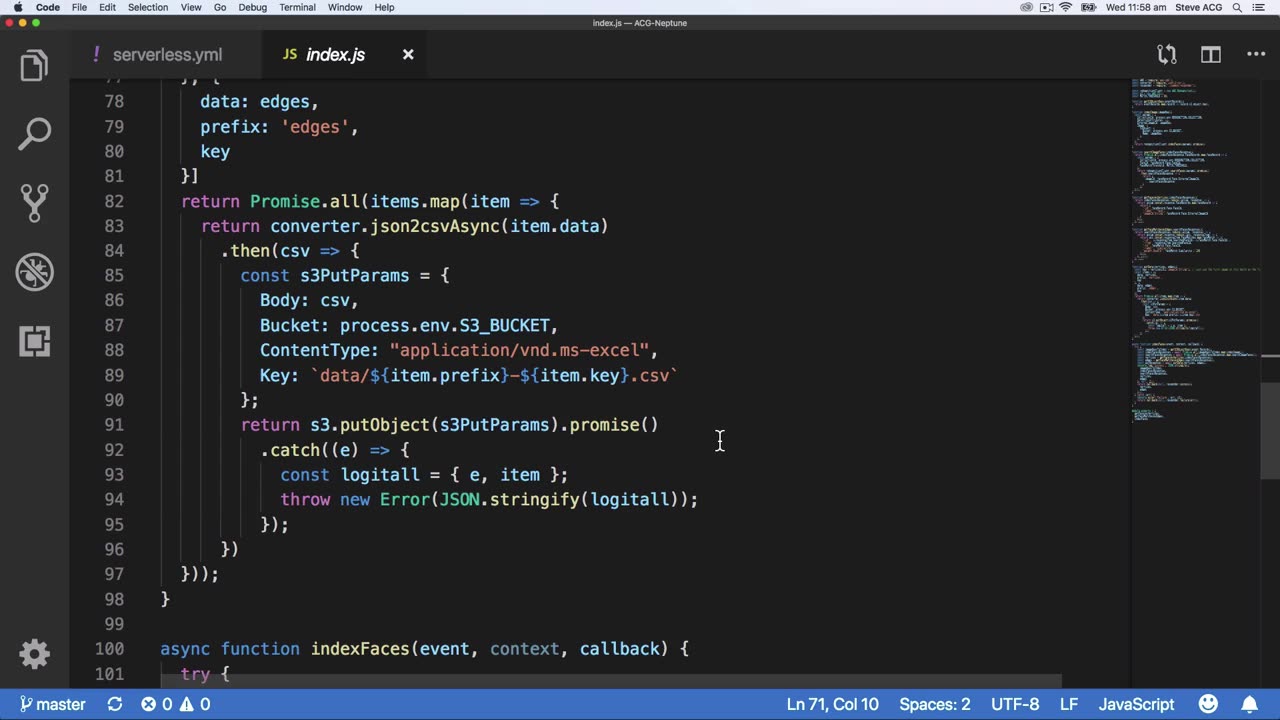 Code File Edit Selection View Go Debug Terminal Window Help Wed 11:58 am Steve ACG
index.js — ACG-Neptune
! serverless.yml JS index.js
77 }, {
78 data: edges,
79 prefix: 'edges',
80 key
81 }]
82 return Promise.all(items.map(item => {
83 return converter.json2csvAsync(item.data)
84 .then(csv => {
85 const s3PutParams = {
86 Body: csv,
87 Bucket: process.env.S3_BUCKET,
88 ContentType: "application/vnd.ms-excel",
89 Key: `data/${item.prefix}-${item.key}.csv`
90 };
91 return s3.putObject(s3PutParams).promise()
92 .catch((e) => {
93 const logitall = { e, item };
94 throw new Error(JSON.stringify(logitall));
95 });
96 })
97 }));
98 }
99
100 async function indexFaces(event, context, callback) {
101 try {
master 0 0 Ln 71, Col 10 Spaces: 2 UTF-8 LF JavaScript